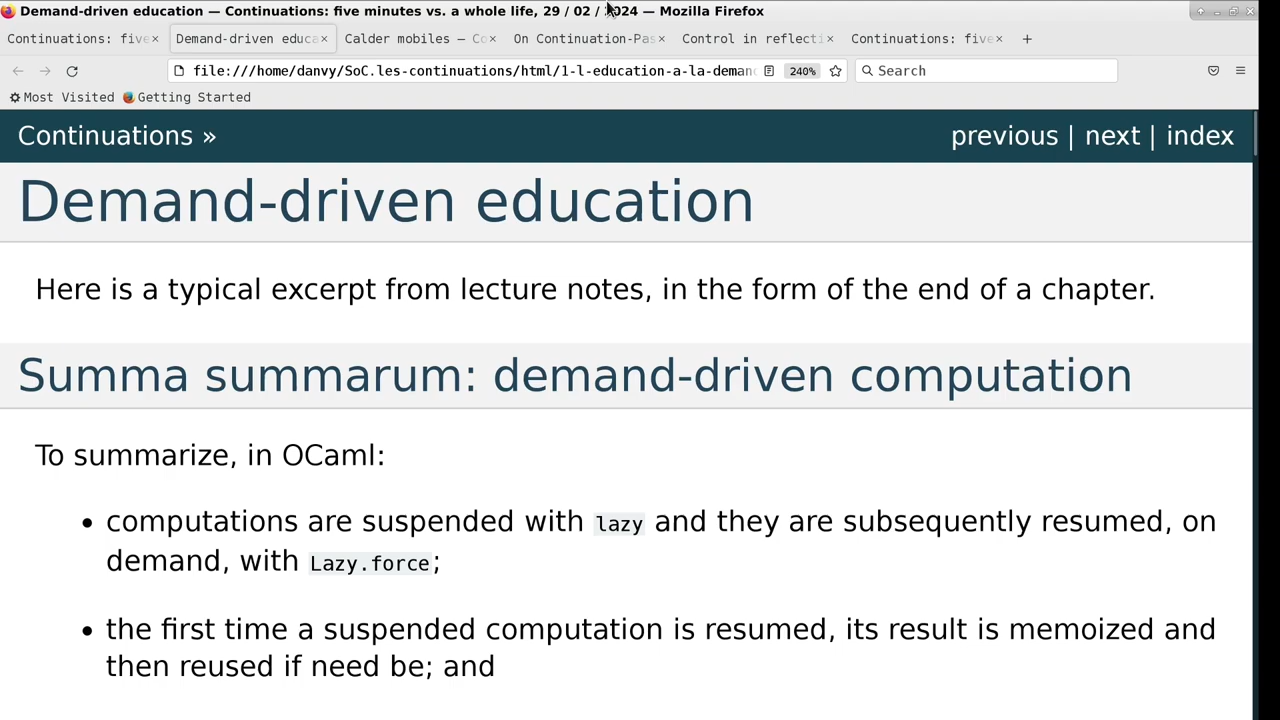 Demand-driven education — Continuations: five minutes vs. a whole life, 29 / 02 / 2024 — Mozilla Firefox
Continuations: five× Demand-driven educa× Calder mobiles — Co× On Continuation-Pas× Control in reflecti× Continuations: five× +
file:///home/danvy/SoC.les-continuations/html/1-l-education-a-la-deman 240% Search
Most Visited Getting Started
Continuations » previous | next | index
Demand-driven education
Here is a typical excerpt from lecture notes, in the form of the end of a chapter.
Summa summarum: demand-driven computation
To summarize, in OCaml:
• computations are suspended with lazy and they are subsequently resumed, on
demand, with Lazy.force;
• the first time a suspended computation is resumed, its result is memoized and
then reused if need be; and